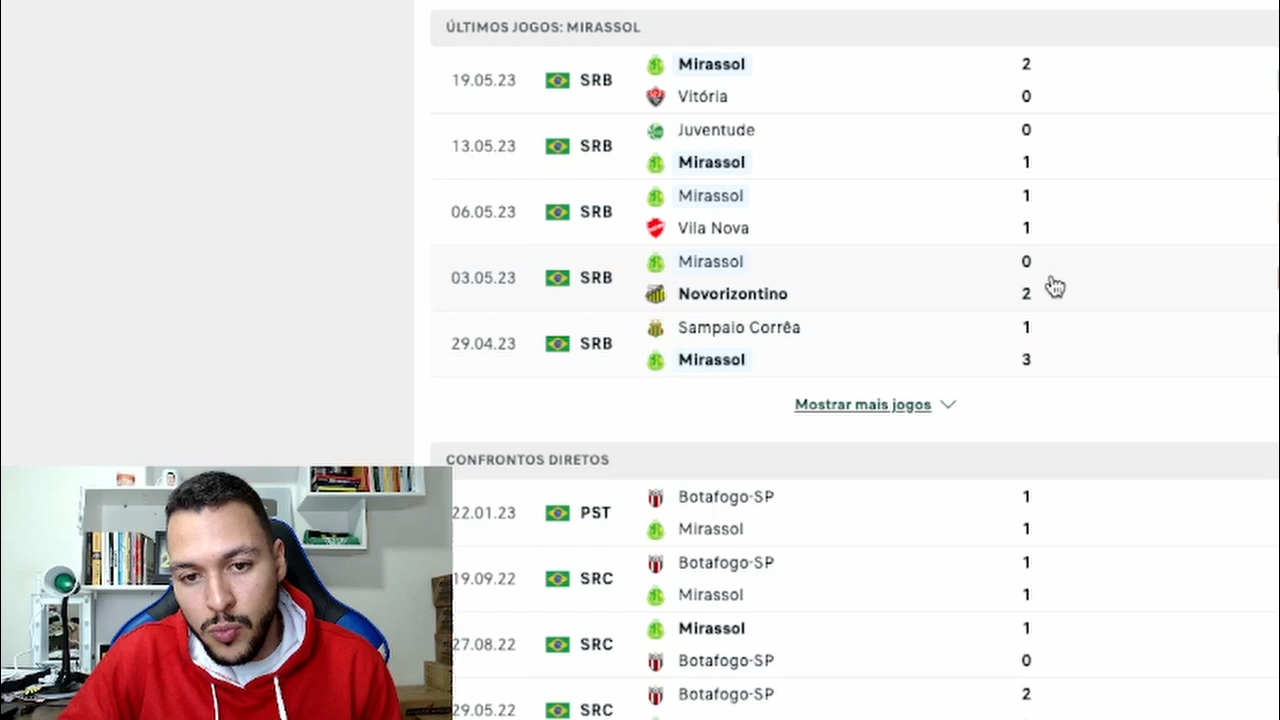 ÚLTIMOS JOGOS: MIRASSOL
19.05.23 SRB Mirassol 2
Vitória 0
13.05.23 SRB Juventude 0
Mirassol 1
06.05.23 SRB Mirassol 1
Vila Nova 1
03.05.23 SRB Mirassol 0
Novorizontino 2
29.04.23 SRB Sampaio Corrêa 1
Mirassol 3
Mostrar mais jogos
CONFRONTOS DIRETOS
22.01.23 PST Botafogo-SP 1
Mirassol 1
19.09.22 SRC Botafogo-SP 1
Mirassol 1
27.08.22 SRC Mirassol 1
Botafogo-SP 0
29.05.22 SRC Botafogo-SP 2